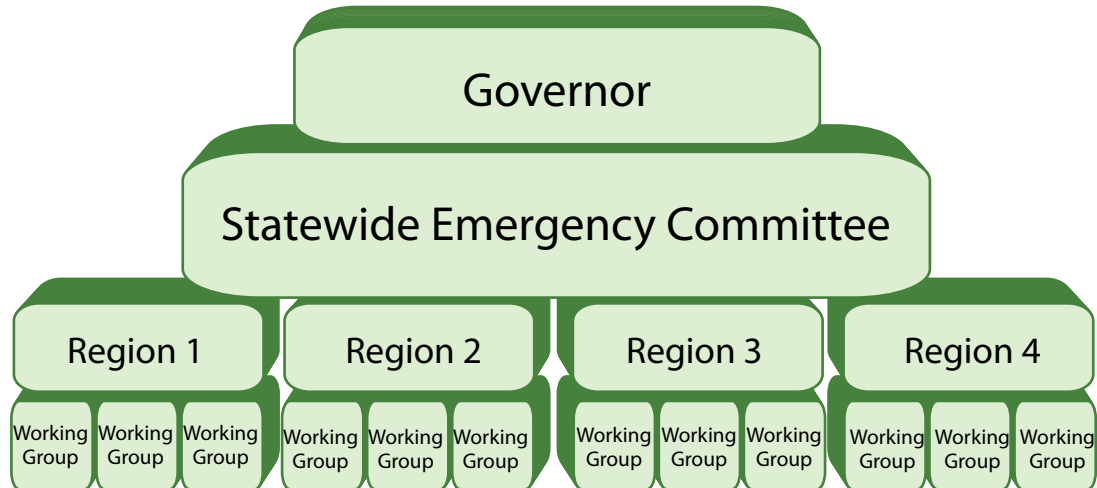 Governor
Statewide Emergency Committee
Region 1
Region 2
Region 3
Region 4
Working
Group
Working
Group
Working
Group
Working
Group
Working
Group
Working
Group
Working
Group
Working
Group
Working
Group
Working
Group
Working
Group
Working
Group